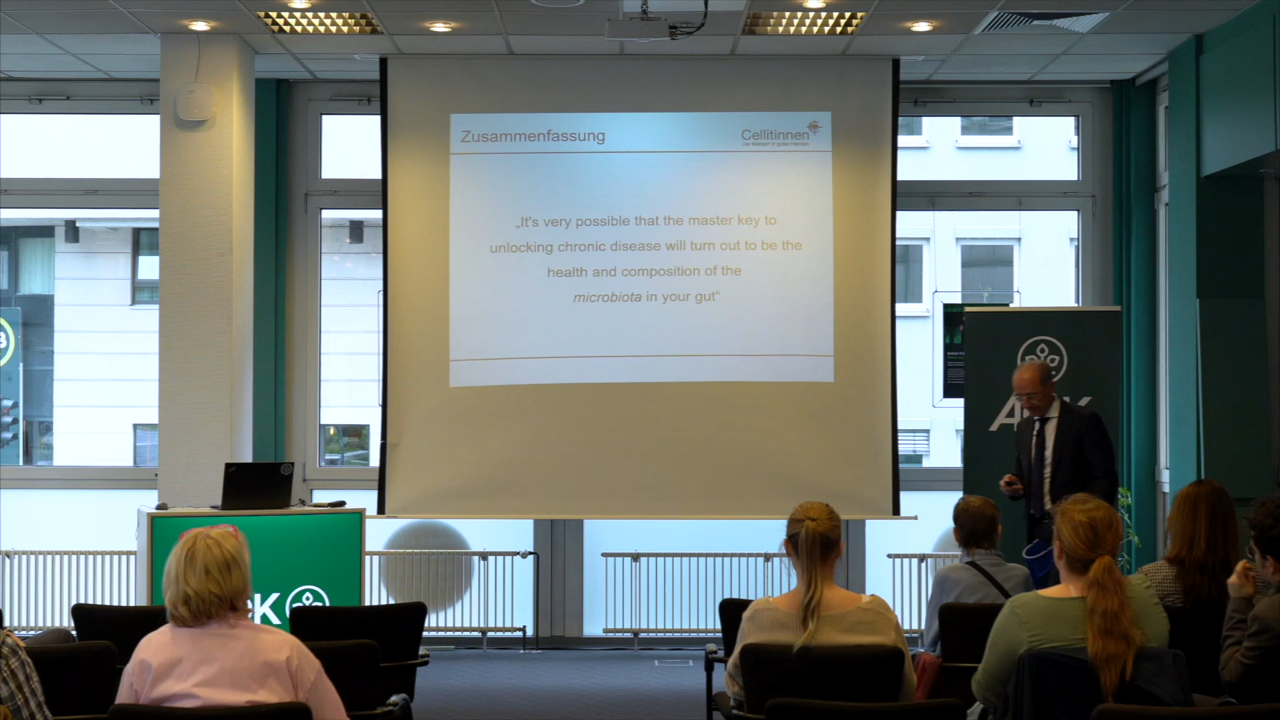 Zusammenfassung
Cellitinnen
„It's very possible that the master key to
unlocking chronic disease will turn out to be the
health and composition of the
microbiota in your gut“